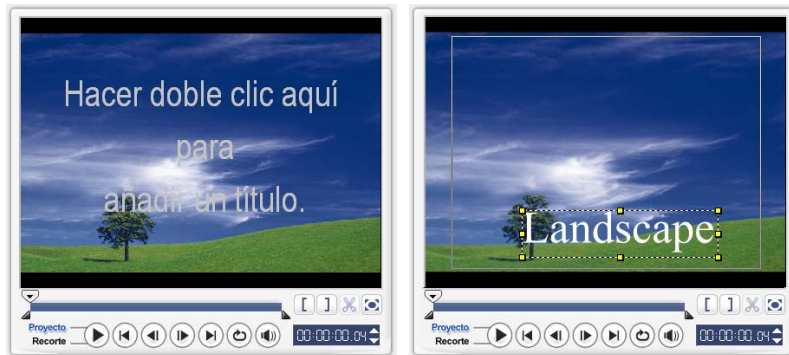 Hacer doble clic aquí
para
añadir un título.
Proyecto
Recorte
00:00:00.04
Landscape
Proyecto
Recorte
00:00:00.04